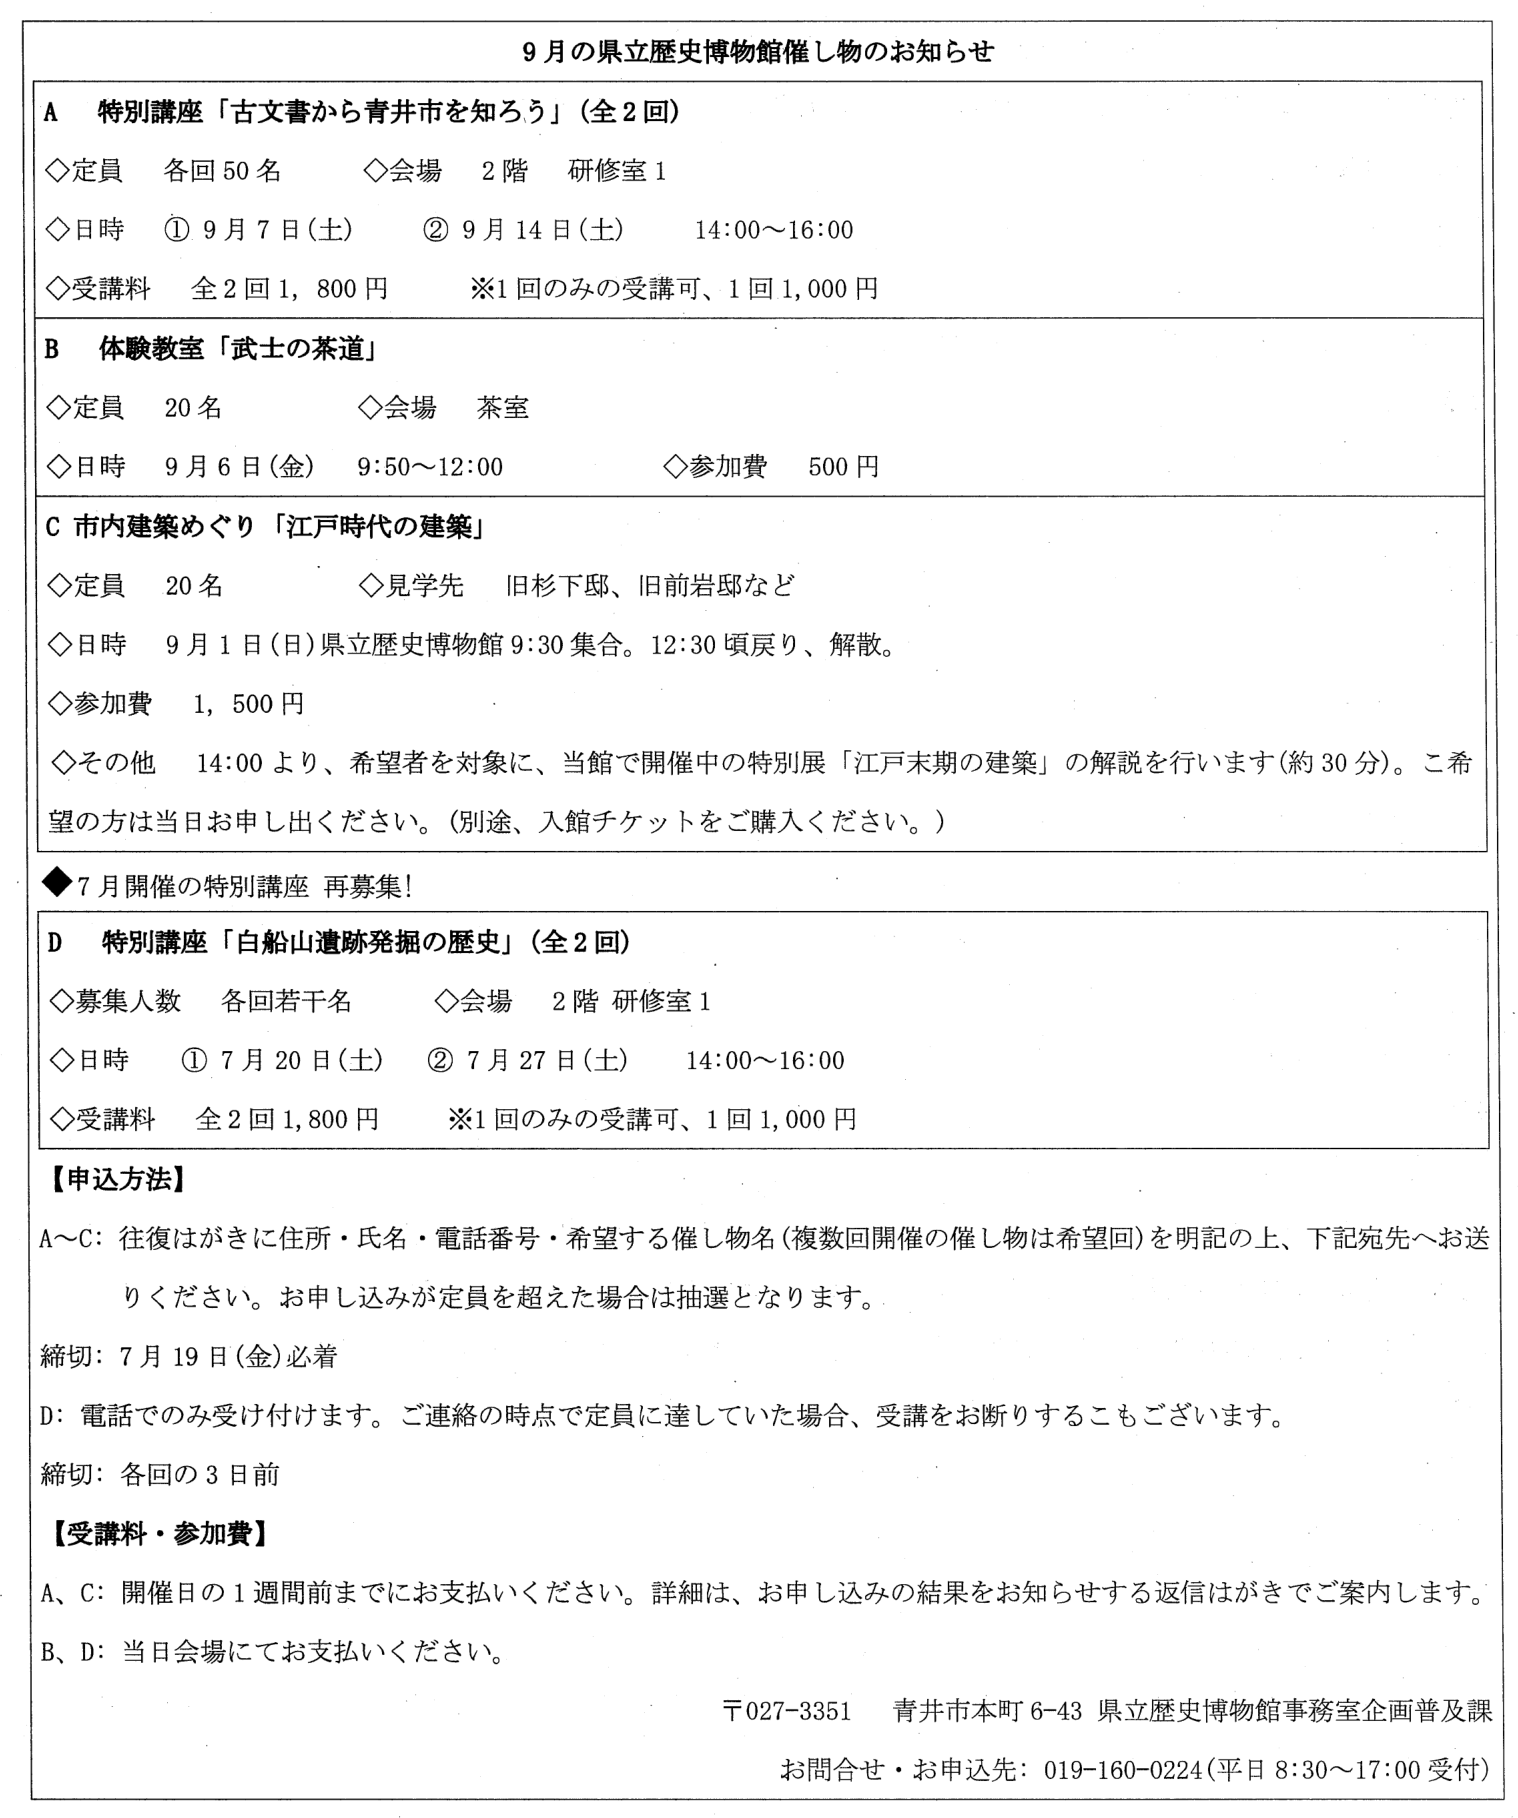 9月の県立歴史博物館催し物のお知らせ
A 特別講座「古文書から青井市を知ろう」(全2回)
◇定員 各回50名 ◇会場 2階 研修室1
◇日時 ① 9月7日(土) ② 9月14日(土) 14:00～16:00
◇受講料 全2回1, 800円 ※1回のみの受講可、1回1,000円
B 体験教室「武士の茶道」
◇定員 20名 ◇会場 茶室
◇日時 9月6日(金) 9:50～12:00 ◇参加費 500円
C 市内建築めぐり「江戸時代の建築」
◇定員 20名 ◇見学先 旧杉下邸、旧前岩邸など
◇日時 9月1日(日)県立歴史博物館9:30集合。12:30頃戻り、解散。
◇参加費 1, 500円
◇その他 14:00より、希望者を対象に、当館で開催中の特別展「江戸末期の建築」の解説を行います(約30分)。こ希
望の方は当日お申し出ください。(別途、入館チケットをご購入ください。)
◆7月開催の特別講座 再募集!
D 特別講座「白船山遺跡発掘の歴史」(全2回)
◇募集人数 各回若干名 ◇会場 2階 研修室1
◇日時 ① 7月20日(土) ② 7月27日(土) 14:00～16:00
◇受講料 全2回1,800円 ※1回のみの受講可、1回1,000円
【申込方法】
A～C: 往復はがきに住所・氏名・電話番号・希望する催し物名(複数回開催の催し物は希望回)を明記の上、下記宛先へお送
りください。お申し込みが定員を超えた場合は抽選となります。
締切: 7月19日(金)必着
D: 電話でのみ受け付けます。ご連絡の時点で定員に達していた場合、受講をお断りするこもございます。
締切: 各回の3日前
【受講料・参加費】
A、C: 開催日の1週間前までにお支払いください。詳細は、お申し込みの結果をお知らせする返信はがきでご案内します。
B、D: 当日会場にてお支払いください。
〒027-3351 青井市本町6-43 県立歴史博物館事務室企画普及課
お問合せ・お申込先: 019-160-0224(平日8:30～17:00受付)